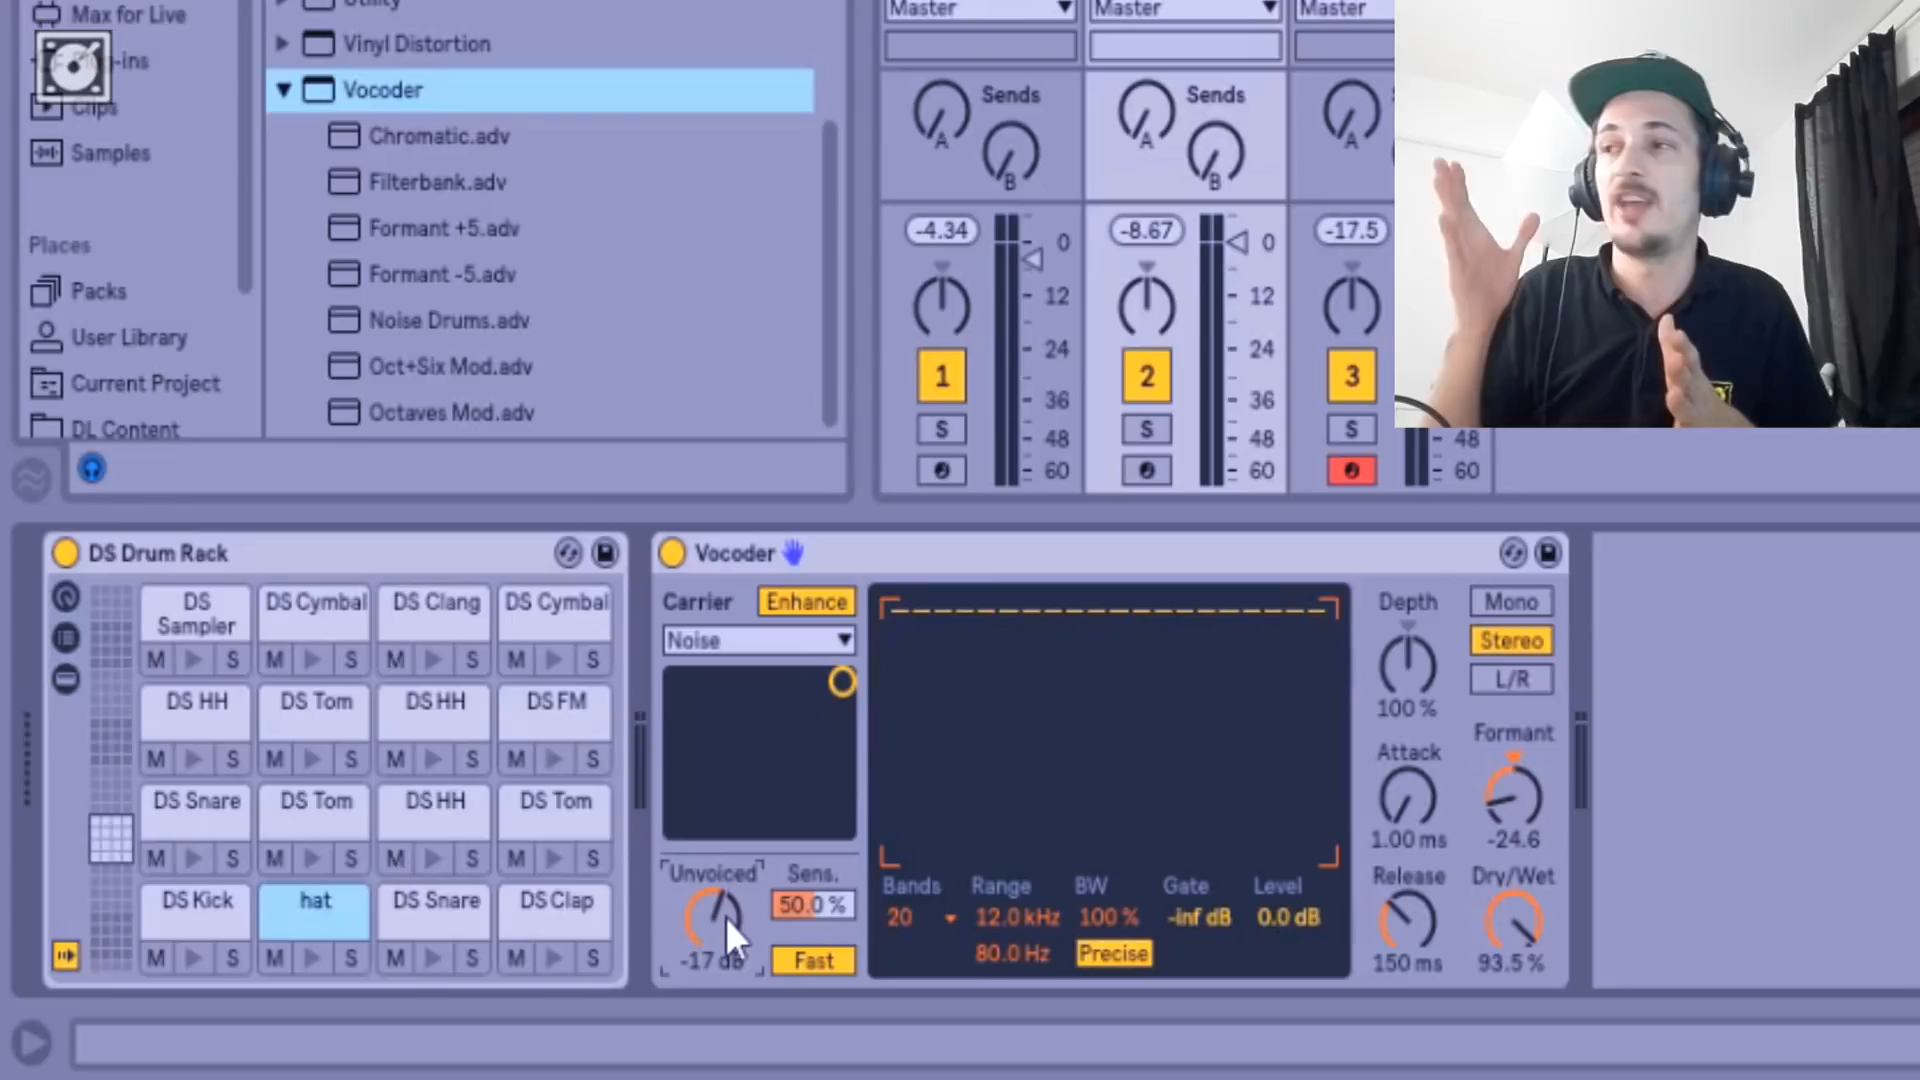 Max for Live
-ins
Clips
Samples
Places
Packs
User Library
Current Project
DL Content
Utility
Vinyl Distortion
Vocoder
Chromatic.adv
Filterbank.adv
Formant +5.adv
Formant -5.adv
Noise Drums.adv
Oct+Six Mod.adv
Octaves Mod.adv
Master Master Master
Sends Sends
A A A
B B
-4.34 -8.67 -17.5
0 0
12 12
24 24
1 2 3
36 36
S S S
48 48 48
60 60 60
DS Drum Rack
DS Sampler DS Cymbal DS Clang DS Cymbal
M S M S M S M S
DS HH DS Tom DS HH DS FM
M S M S M S M S
DS Snare DS Tom DS HH DS Tom
M S M S M S M S
DS Kick hat DS Snare DS Clap
M S M S M S M S
Vocoder
Carrier Enhance
Noise
Unvoiced Sens.
50.0 %
-17 dB Fast
Bands Range BW Gate Level
20 12.0 kHz 100 % -inf dB 0.0 dB
80.0 Hz Precise
Depth Mono
Stereo
100 % L/R
Attack Formant
1.00 ms -24.6
Release Dry/Wet
150 ms 93.5 %